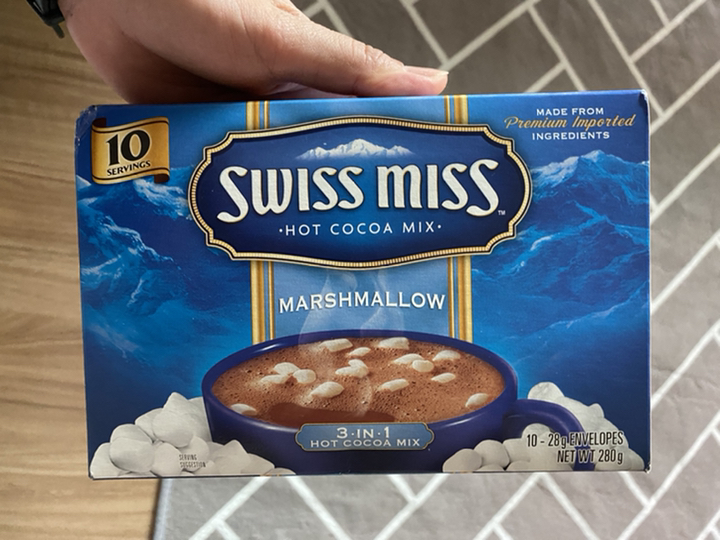 10
SERVINGS
MADE FROM
Premium Imported
INGREDIENTS
SWISS MISS™
·HOT COCOA MIX·
MARSHMALLOW
3-IN-1
HOT COCOA MIX
SERVING
SUGGESTION
10 - 28g ENVELOPES
NET WT 280g